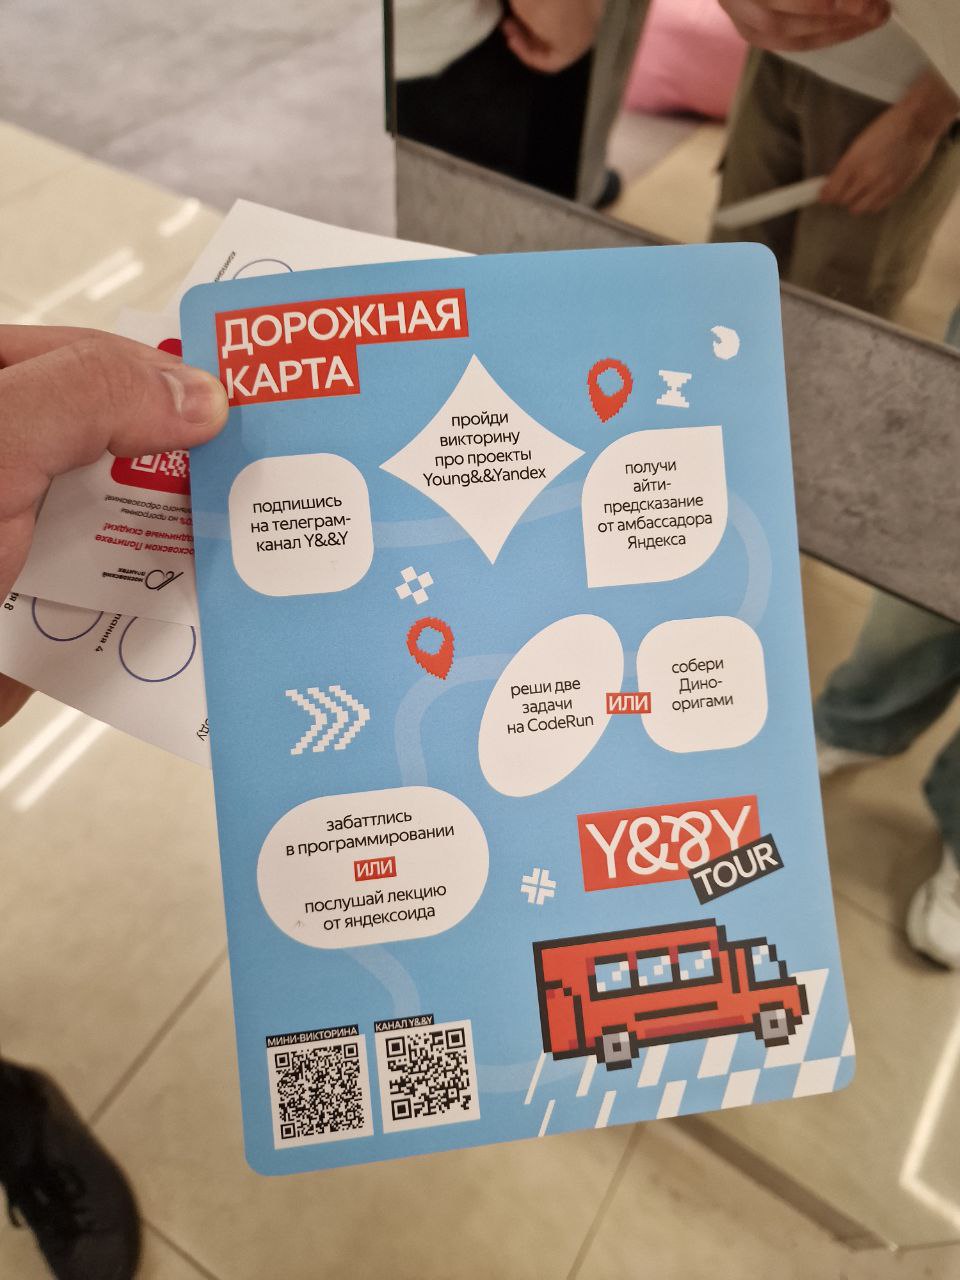 ДОРОЖНАЯ
КАРТА
подпишись
на телеграм-
канал Y&&Y
пройди
викторину
про проекты
Young&&Yandex
получи
айти-
предсказание
от амбассадора
Яндекса
реши две
задачи
на CodeRun
ИЛИ
собери
Дино-
оригами
забаттлись
в программировании
ИЛИ
послушай лекцию
от яндексоида
Y&&Y
TOUR
МИНИ-ВИКТОРИНА
КАНАЛ Y&&Y
московский
политех